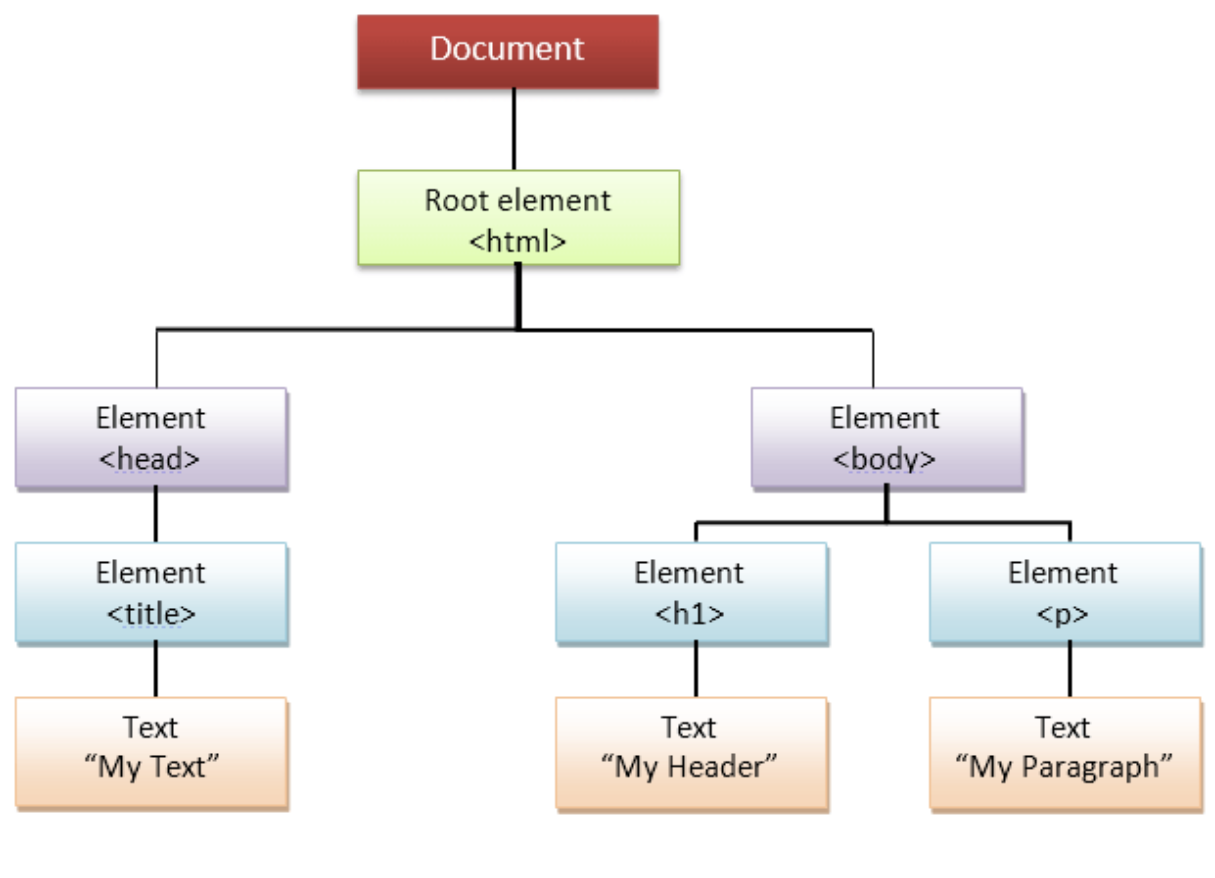 Document
Root element
<html>
Element
<head>
Element
<body>
Element
<title>
Element
<h1>
Element
<p>
Text
“My Text”
Text
“My Header”
Text
“My Paragraph”